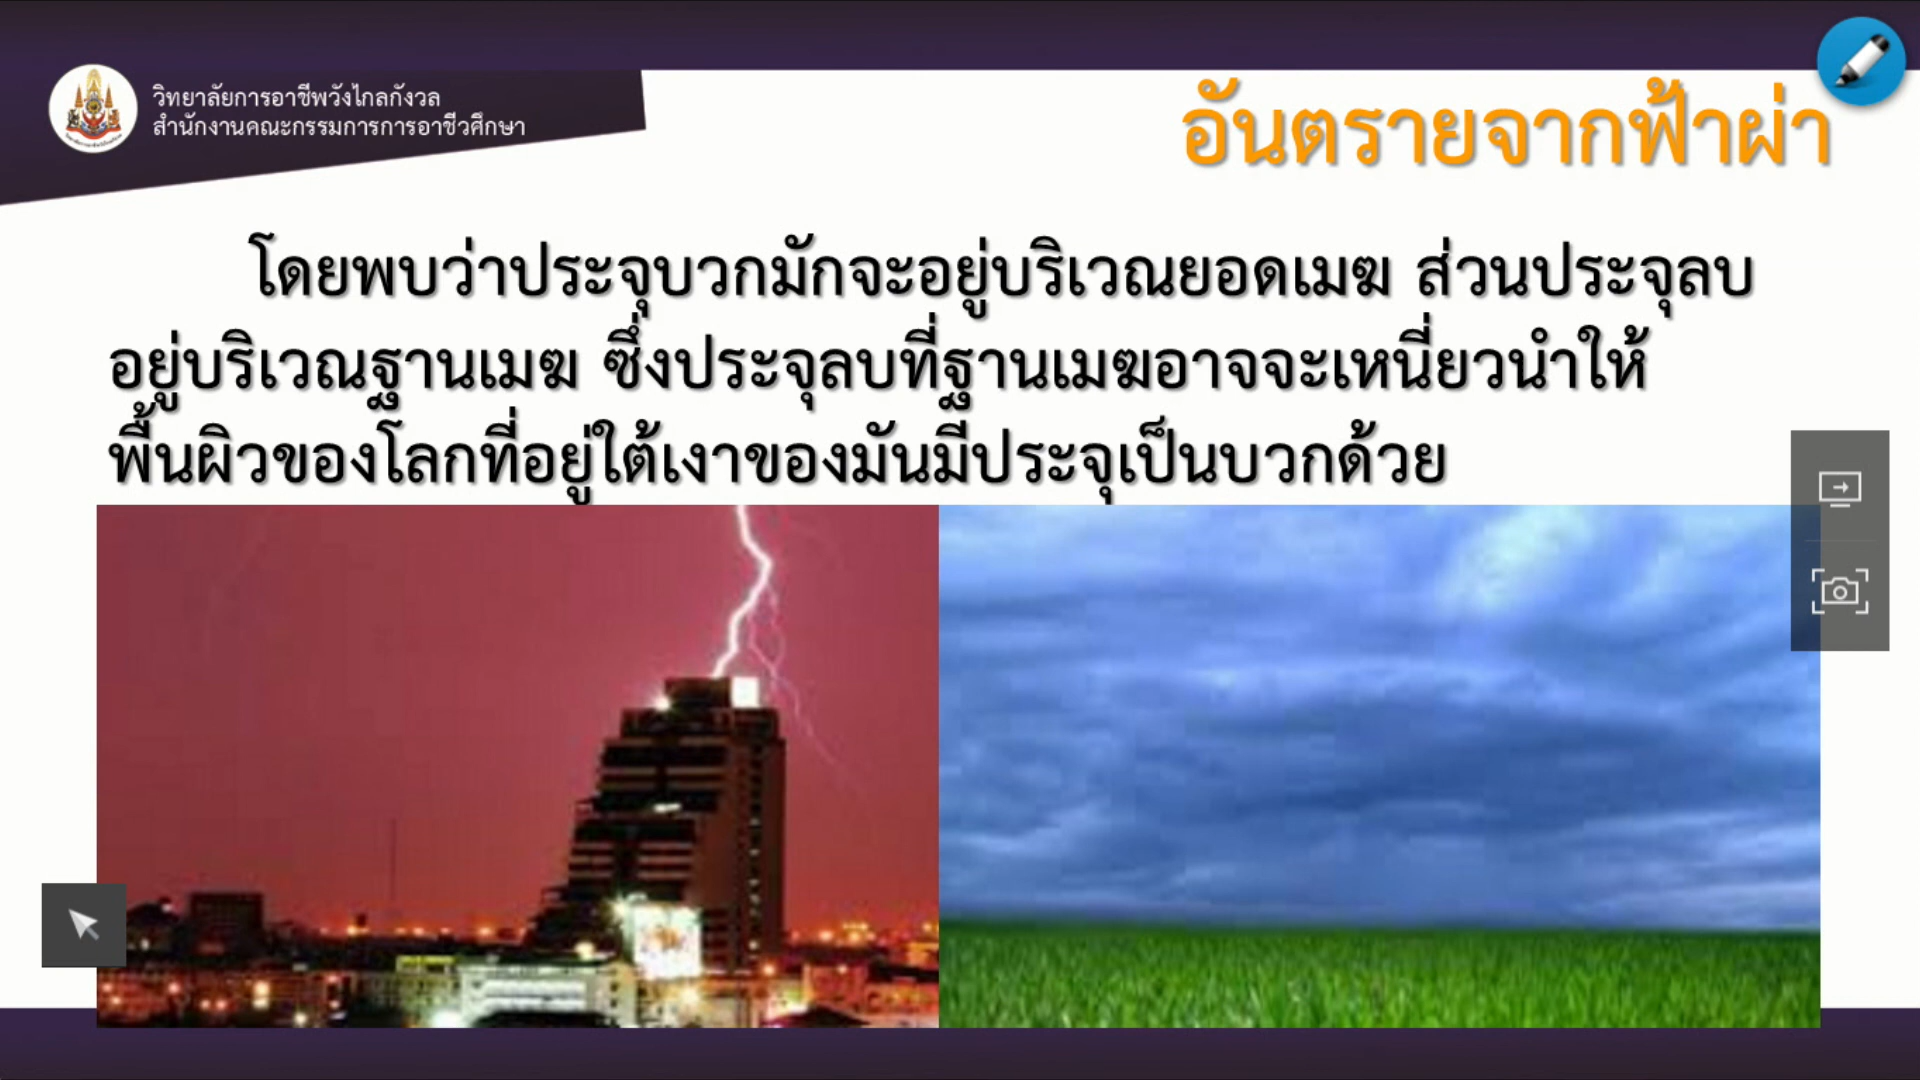 วิทยาลัยการอาชีพวังไกลกังวล
สำนักงานคณะกรรมการการอาชีวศึกษา
อันตรายจากฟ้าผ่า
โดยพบว่าประจุบวกมักจะอยู่บริเวณยอดเมฆ ส่วนประจุลบ
อยู่บริเวณฐานเมฆ ซึ่งประจุลบที่ฐานเมฆอาจจะเหนี่ยวนำให้
พื้นผิวของโลกที่อยู่ใต้เงาของมันมีประจุเป็นบวกด้วย